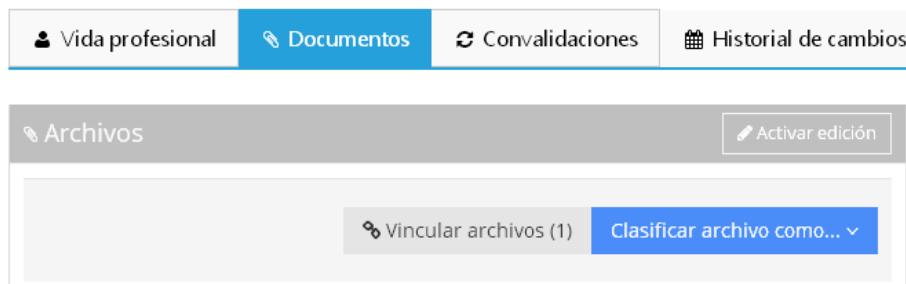 Vida profesional Documentos Convalidaciones Historial de cambios
Archivos Activar edición
Vincular archivos (1) Clasificar archivo como...